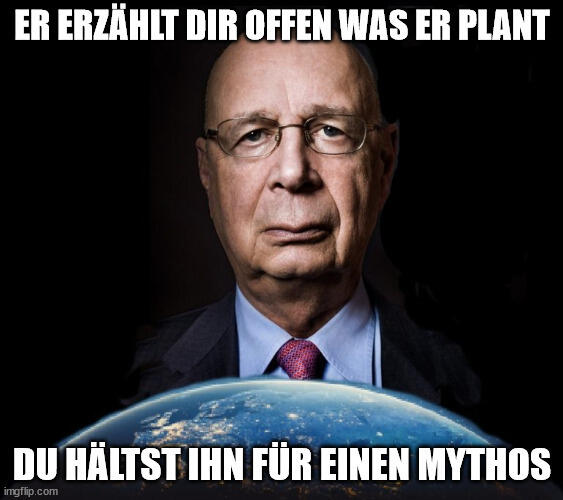 ER ERZÄHLT DIR OFFEN WAS ER PLANT
DU HÄLTST IHN FÜR EINEN MYTHOS
imgflip.com